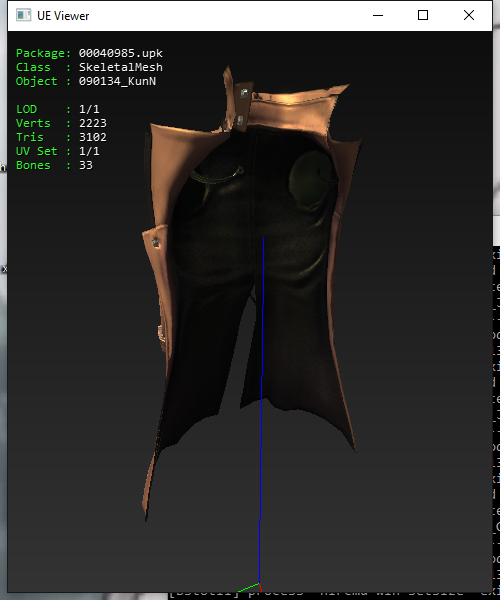 UE Viewer
Package: 00040985.upk
Class : SkeletalMesh
Object : 090134_KunN
LOD : 1/1
Verts : 2223
Tris : 3102
UV Set : 1/1
Bones : 33